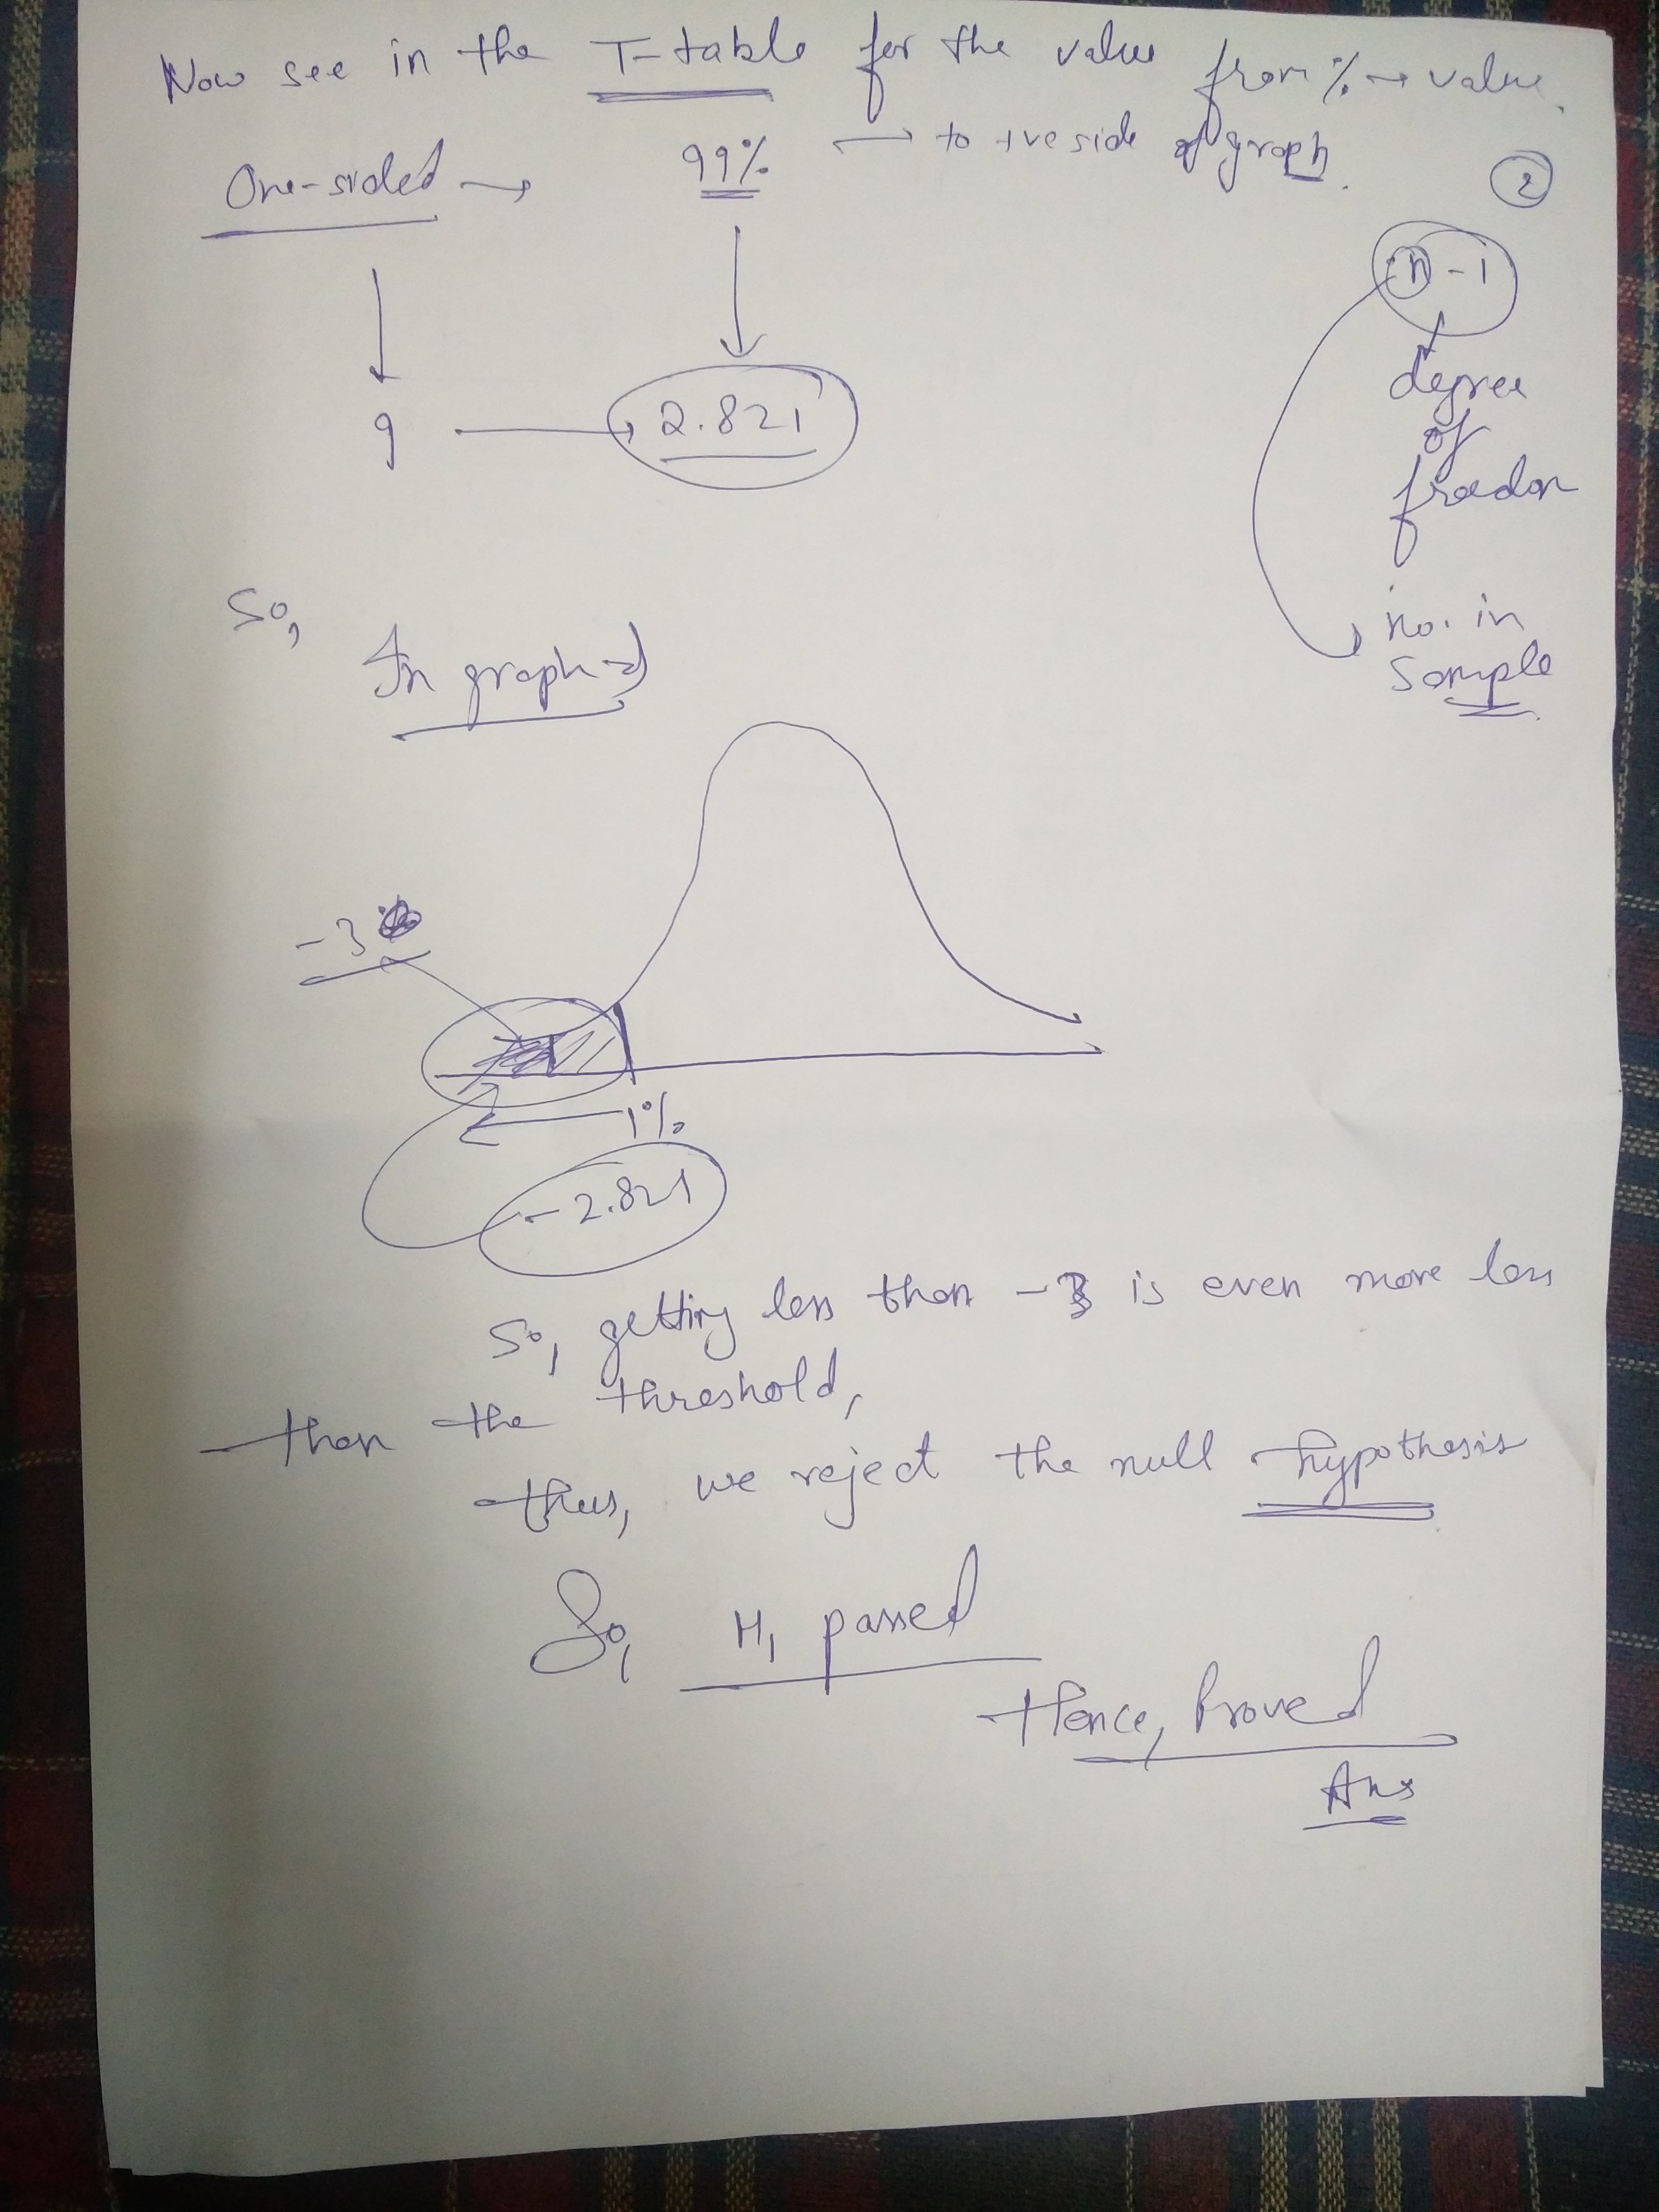 Now see in the T-table for the value from % → value.
One-sided → 99% → to +ve side of graph.
2
9 → 2.821
n - 1
degree
of
freedom
no. in
sample
So,
In graph ⇒
-3
1%
- 2.821
So, getting less than -3 is even more less
than the threshold,
thus, we reject the null hypothesis
So, H1 passed
Hence, Proved
Ans